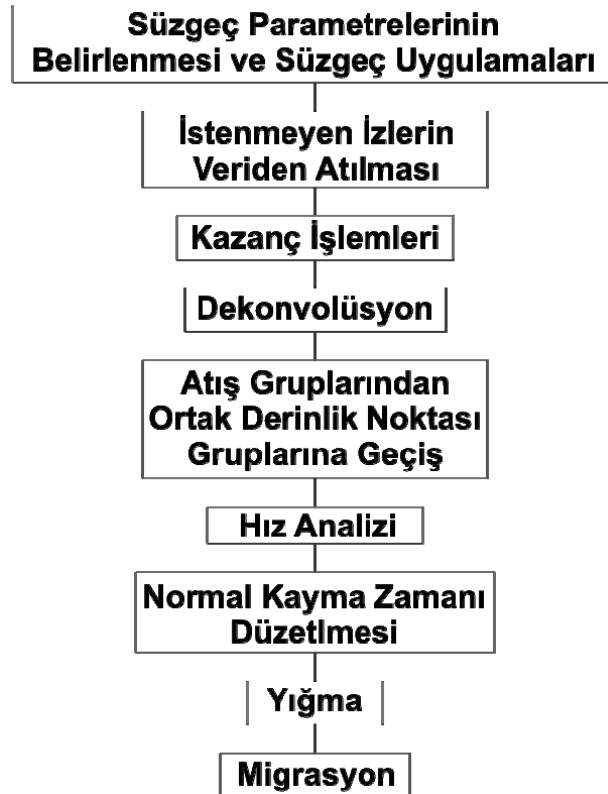 Süzgeç Parametrelerinin
Belirlenmesi ve Süzgeç Uygulamaları
İstenmeyen İzlerin
Veriden Atılması
Kazanç İşlemleri
Dekonvolüsyon
Atış Gruplarından
Ortak Derinlik Noktası
Gruplarına Geçiş
Hız Analizi
Normal Kayma Zamanı
Düzetlmesi
Yığma
Migrasyon